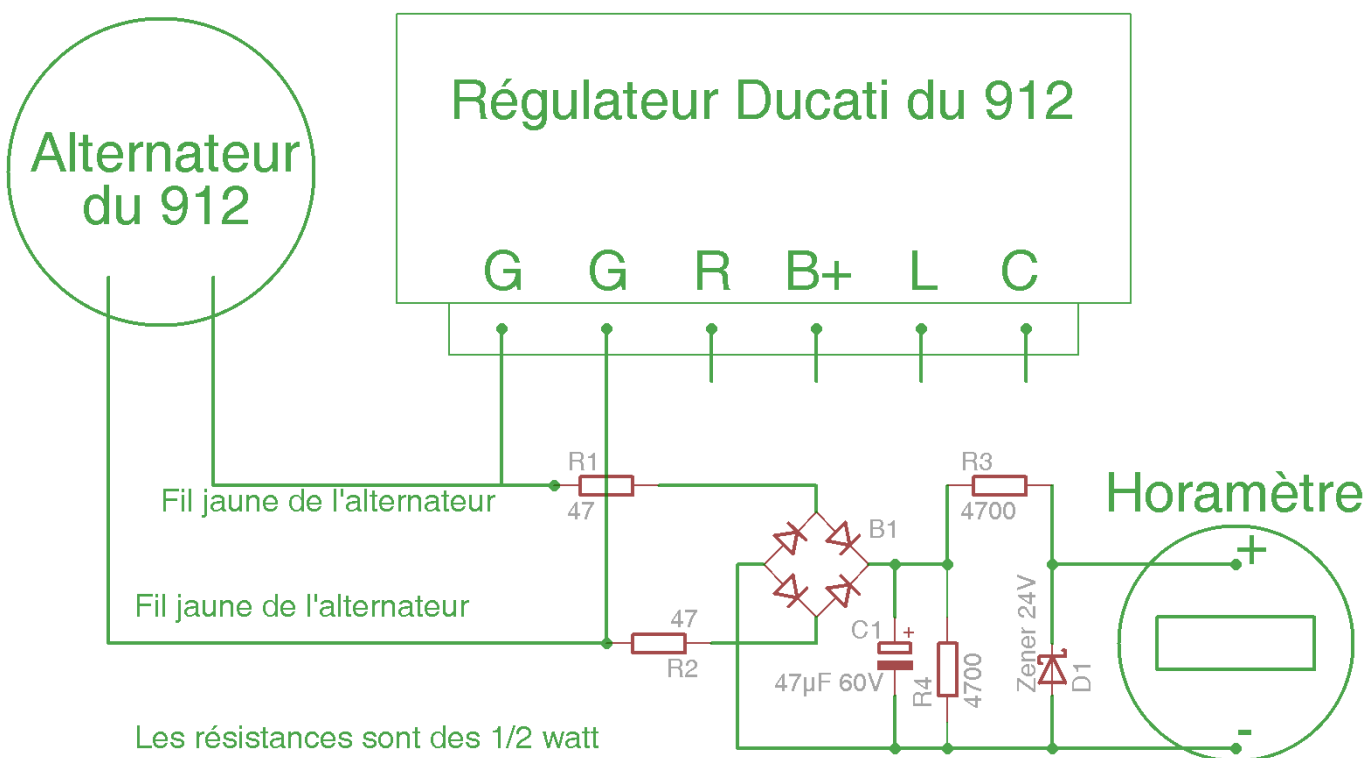 Régulateur Ducati du 912
Alternateur
du 912
G G R B+ L C
R1
47
Fil jaune de l'alternateur
R3
4700
Horamètre
B1
+
Fil jaune de l'alternateur
47
R2
C1 +
47µF 60V
R4
4700
Zener 24V
D1
-
Les résistances sont des 1/2 watt